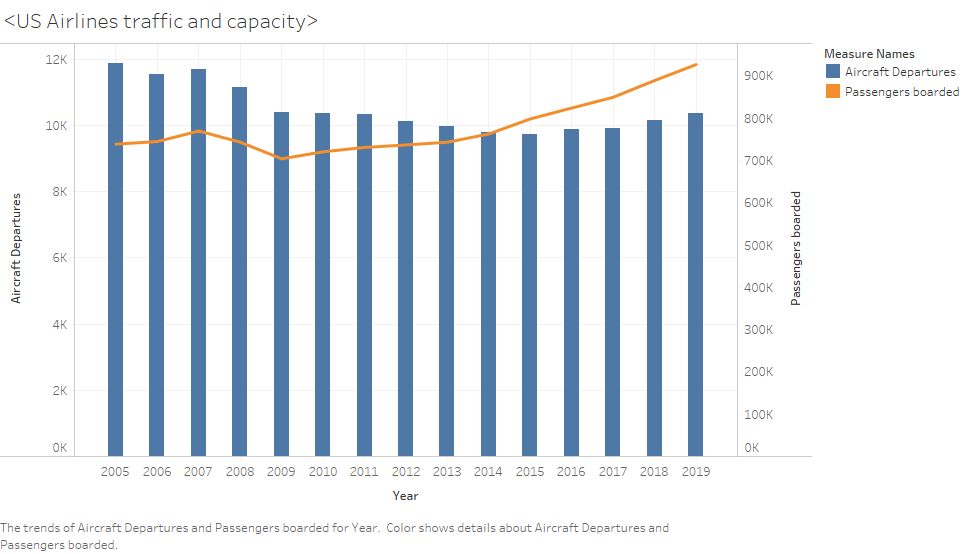 <US Airlines traffic and capacity>
Measure Names
Aircraft Departures
Passengers boarded
Aircraft Departures
12K
10K
8K
6K
4K
2K
0K
900K
800K
700K
600K
500K
400K
300K
200K
100K
0K
Passengers boarded
2005 2006 2007 2008 2009 2010 2011 2012 2013 2014 2015 2016 2017 2018 2019
Year
The trends of Aircraft Departures and Passengers boarded for Year. Color shows details about Aircraft Departures and
Passengers boarded.